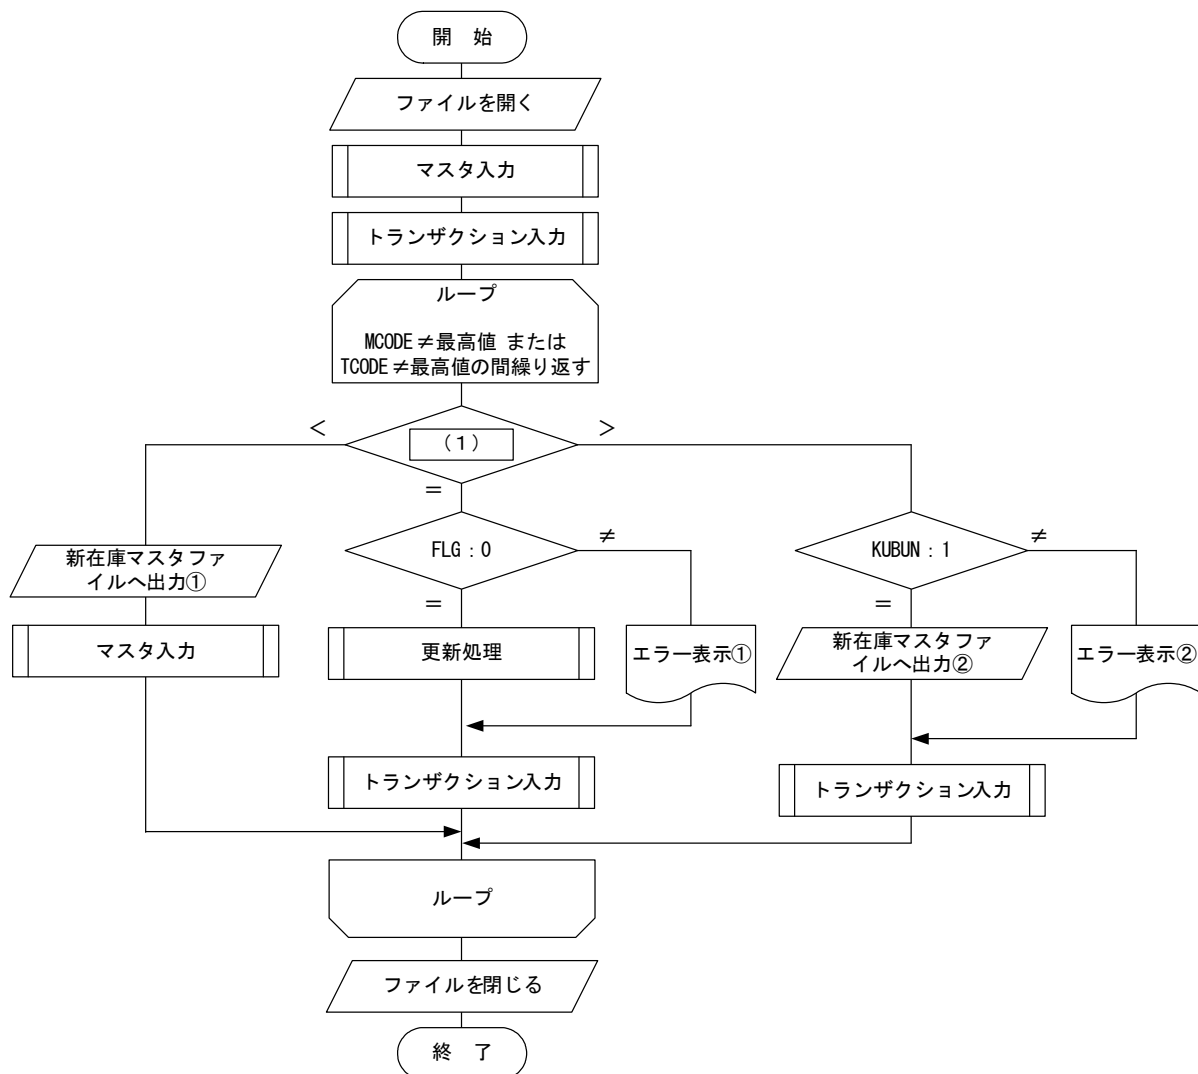 開　始
ファイルを開く
マスタ入力
トランザクション入力
ループ
MCODE≠最高値 または
TCODE≠最高値の間繰り返す
＜
（１）
＞
＝
FLG：0
≠
KUBUN：1
≠
新在庫マスタファ
イルへ出力①
＝
＝
マスタ入力
更新処理
エラー表示①
新在庫マスタファ
イルへ出力②
エラー表示②
トランザクション入力
トランザクション入力
ループ
ファイルを閉じる
終　了